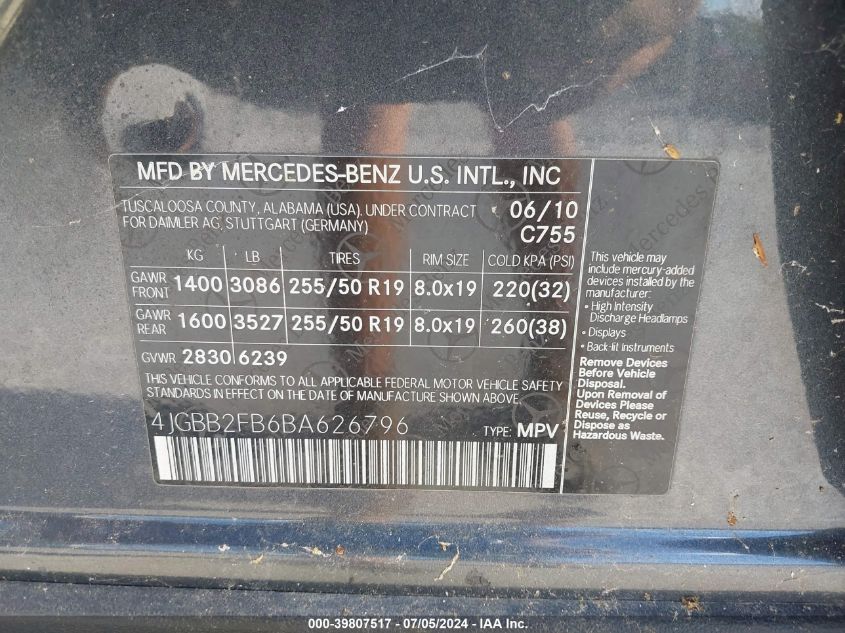 MFD BY MERCEDES-BENZ U.S. INTL., INC
TUSCALOOSA COUNTY, ALABAMA (USA). UNDER CONTRACT 06/10
FOR DAIMLER AG, STUTTGART (GERMANY) C755
KG LB TIRES RIM SIZE COLD KPA (PSI)
GAWR FRONT 1400 3086 255/50 R19 8.0x19 220(32)
GAWR REAR 1600 3527 255/50 R19 8.0x19 260(38)
GVWR 2830 6239
THIS VEHICLE CONFORMS TO ALL APPLICABLE FEDERAL MOTOR VEHICLE SAFETY
STANDARDS IN EFFECT ON THE DATE OF MANUFACTURE SHOWN ABOVE.
4JGBB2FB6BA626796 TYPE: MPV
This vehicle may
include mercury-added
devices installed by the
manufacturer:
• High Intensity
Discharge Headlamps
• Displays
• Back-lit Instruments
Remove Devices
Before Vehicle
Disposal.
Upon Removal of
Devices Please
Reuse, Recycle or
Dispose as
Hazardous Waste.
000-39807517 - 07/05/2024 - IAA Inc.